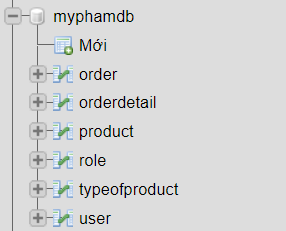 myphamdb
Mới
order
orderdetail
product
role
typeofproduct
user